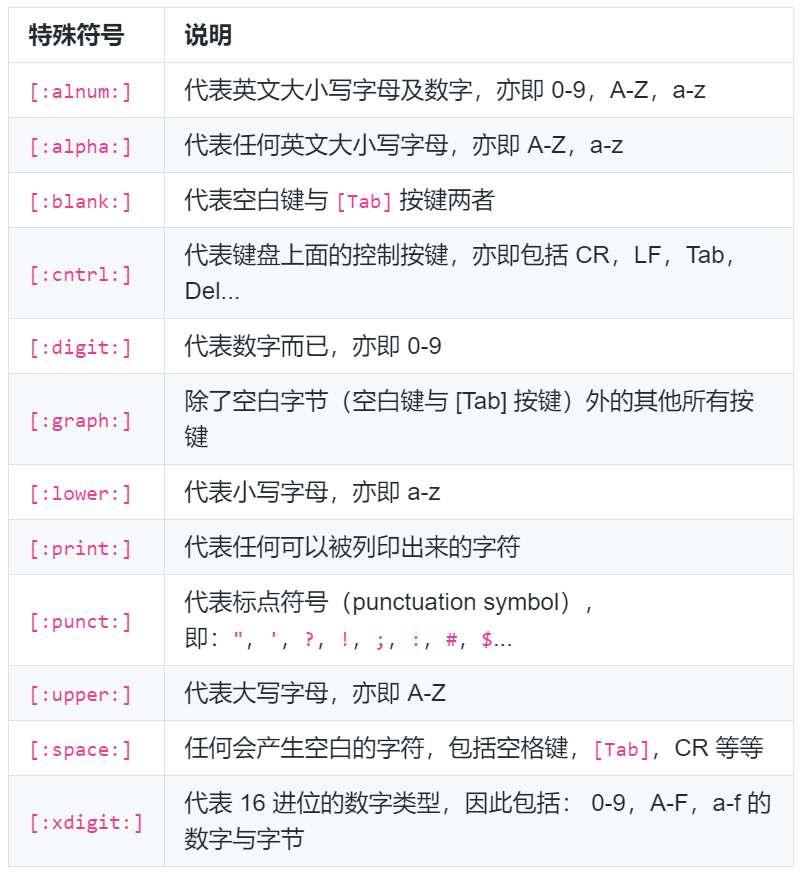 特殊符号 说明
[:alnum:] 代表英文大小写字母及数字，亦即 0-9，A-Z，a-z
[:alpha:] 代表任何英文大小写字母，亦即 A-Z，a-z
[:blank:] 代表空白键与 [Tab] 按键两者
[:cntrl:] 代表键盘上面的控制按键，亦即包括 CR，LF，Tab，
Del...
[:digit:] 代表数字而已，亦即 0-9
[:graph:] 除了空白字节（空白键与 [Tab] 按键）外的其他所有按
键
[:lower:] 代表小写字母，亦即 a-z
[:print:] 代表任何可以被列印出来的字符
[:punct:] 代表标点符号（punctuation symbol），
即："，'，?，!，;，:，#，$...
[:upper:] 代表大写字母，亦即 A-Z
[:space:] 任何会产生空白的字符，包括空格键，[Tab]，CR 等等
[:xdigit:] 代表 16 进位的数字类型，因此包括： 0-9，A-F，a-f 的
数字与字节